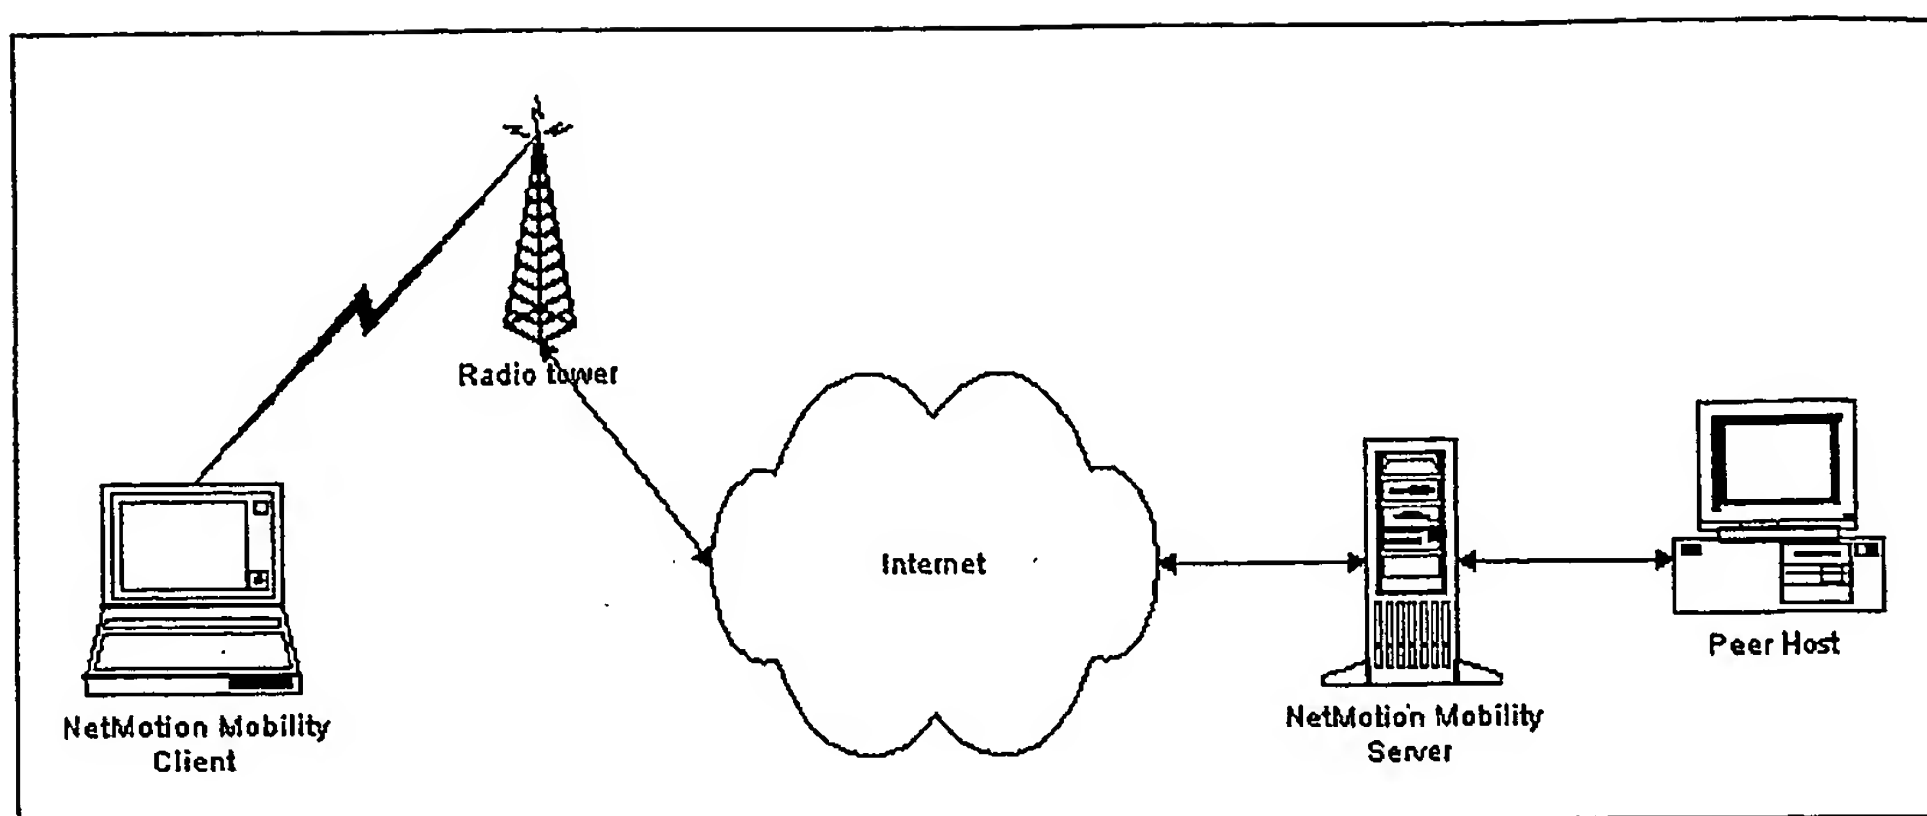 Radio tower
Internet
Peer Host
NetMotion Mobility
Client
NetMotion Mobility
Server